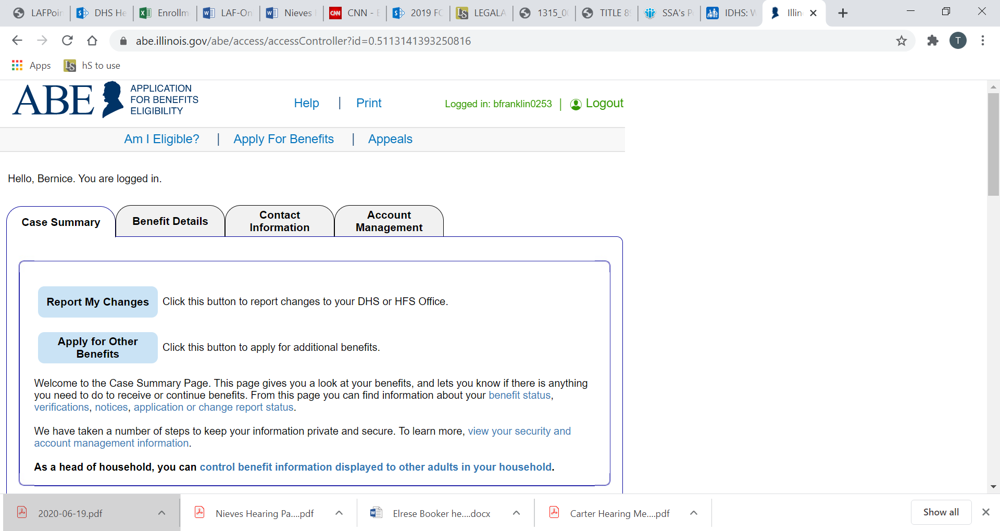 LAFPoin
DHS He
Enrollm
LAF-On
Nieves
CNN - E
2019 FC
LEGALA
1315_0
TITLE 8
SSA's P
IDHS: W
Illin
abe.illinois.gov/abe/access/accessController?id=0.5113141393250816
T
Apps
hS to use
ABE
APPLICATION
FOR BENEFITS
ELIGIBILITY
Help | Print
Logged in: bfranklin0253 | Logout
Am I Eligible? | Apply For Benefits | Appeals
Hello, Bernice. You are logged in.
Case Summary
Benefit Details
Contact
Information
Account
Management
Report My Changes
Click this button to report changes to your DHS or HFS Office.
Apply for Other
Benefits
Click this button to apply for additional benefits.
Welcome to the Case Summary Page. This page gives you a look at your benefits, and lets you know if there is anything
you need to do to receive or continue benefits. From this page you can find information about your benefit status,
verifications, notices, application or change report status.
We have taken a number of steps to keep your information private and secure. To learn more, view your security and
account management information.
As a head of household, you can control benefit information displayed to other adults in your household.
2020-06-19.pdf
Nieves Hearing Pa....pdf
Elrese Booker he....docx
Carter Hearing Me....pdf
Show all